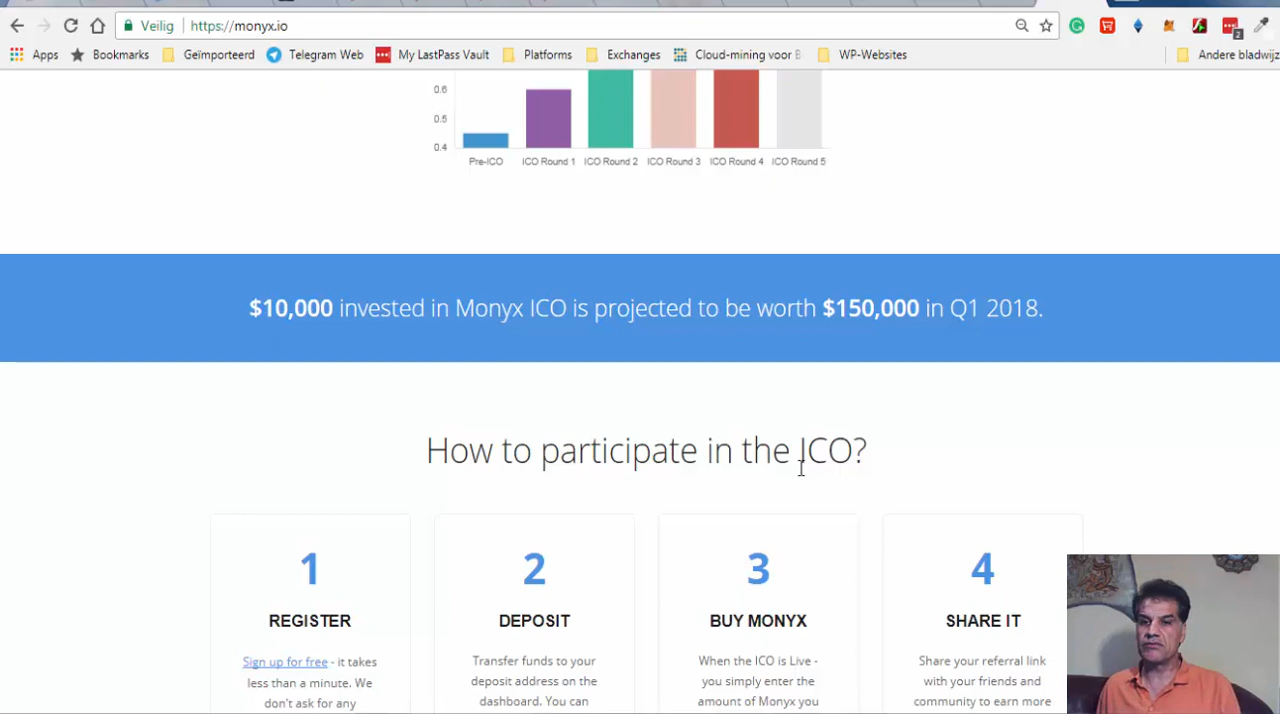 Veilig https://monyx.io
2
Apps Bookmarks Geïmporteerd Telegram Web My LastPass Vault Platforms Exchanges Cloud-mining voor B WP-Websites Andere bladwijz
0.6
0.5
0.4
Pre-ICO ICO Round 1 ICO Round 2 ICO Round 3 ICO Round 4 ICO Round 5
$10,000 invested in Monyx ICO is projected to be worth $150,000 in Q1 2018.
How to participate in the ICO?
1
REGISTER
Sign up for free - it takes
less than a minute. We
don't ask for any
2
DEPOSIT
Transfer funds to your
deposit address on the
dashboard. You can
3
BUY MONYX
When the ICO is Live -
you simply enter the
amount of Monyx you
4
SHARE IT
Share your referral link
with your friends and
community to earn more